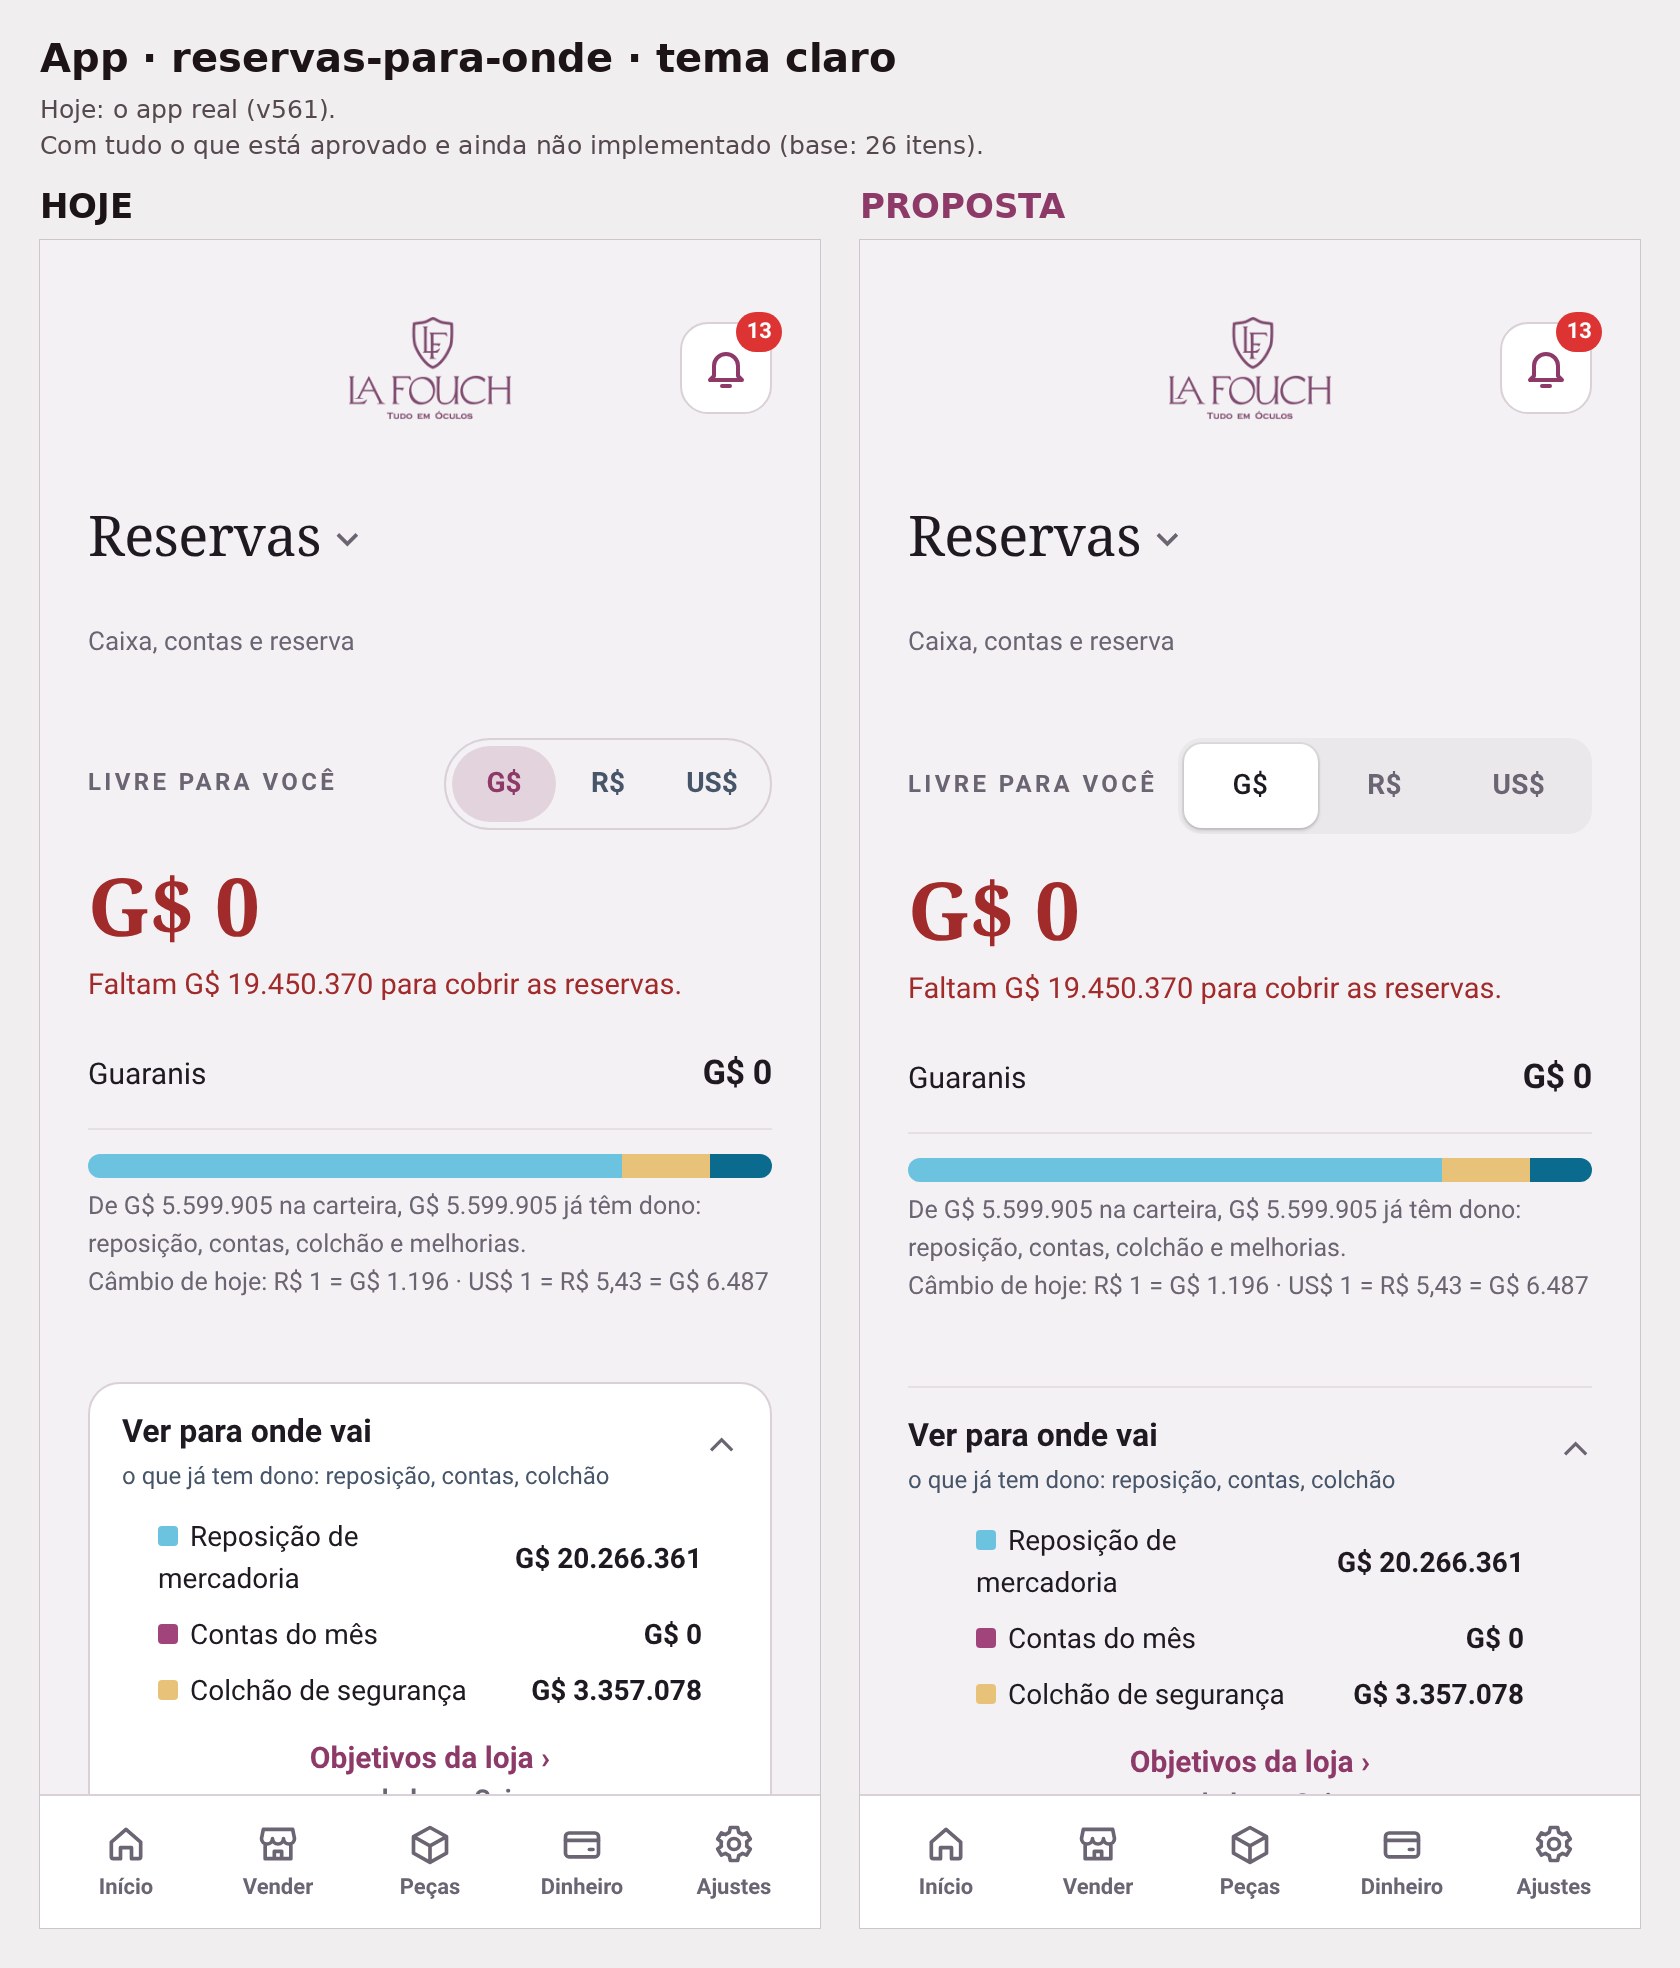 App · reservas-para-onde · tema claro
Hoje: o app real (v561).
Com tudo o que está aprovado e ainda não implementado (base: 26 itens).
HOJE
LF
LA FOUCH
TUDO EM ÓCULOS
13
Reservas
Caixa, contas e reserva
LIVRE PARA VOCÊ
G$ R$ US$
G$ 0
Faltam G$ 19.450.370 para cobrir as reservas.
Guaranis G$ 0
De G$ 5.599.905 na carteira, G$ 5.599.905 já têm dono:
reposição, contas, colchão e melhorias.
Câmbio de hoje: R$ 1 = G$ 1.196 · US$ 1 = R$ 5,43 = G$ 6.487
Ver para onde vai
o que já tem dono: reposição, contas, colchão
Reposição de
mercadoria
G$ 20.266.361
Contas do mês G$ 0
Colchão de segurança G$ 3.357.078
Objetivos da loja ›
Início Vender Peças Dinheiro Ajustes
PROPOSTA
LF
LA FOUCH
TUDO EM ÓCULOS
13
Reservas
Caixa, contas e reserva
LIVRE PARA VOCÊ
G$ R$ US$
G$ 0
Faltam G$ 19.450.370 para cobrir as reservas.
Guaranis G$ 0
De G$ 5.599.905 na carteira, G$ 5.599.905 já têm dono:
reposição, contas, colchão e melhorias.
Câmbio de hoje: R$ 1 = G$ 1.196 · US$ 1 = R$ 5,43 = G$ 6.487
Ver para onde vai
o que já tem dono: reposição, contas, colchão
Reposição de
mercadoria
G$ 20.266.361
Contas do mês G$ 0
Colchão de segurança G$ 3.357.078
Objetivos da loja ›
Início Vender Peças Dinheiro Ajustes